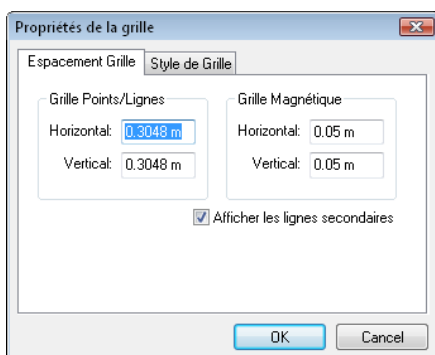 Propriétés de la grille
Espacement Grille
Style de Grille
Grille Points/Lignes
Horizontal: 0.3048 m
Vertical: 0.3048 m
Grille Magnétique
Horizontal: 0.05 m
Vertical: 0.05 m
Afficher les lignes secondaires
OK
Cancel